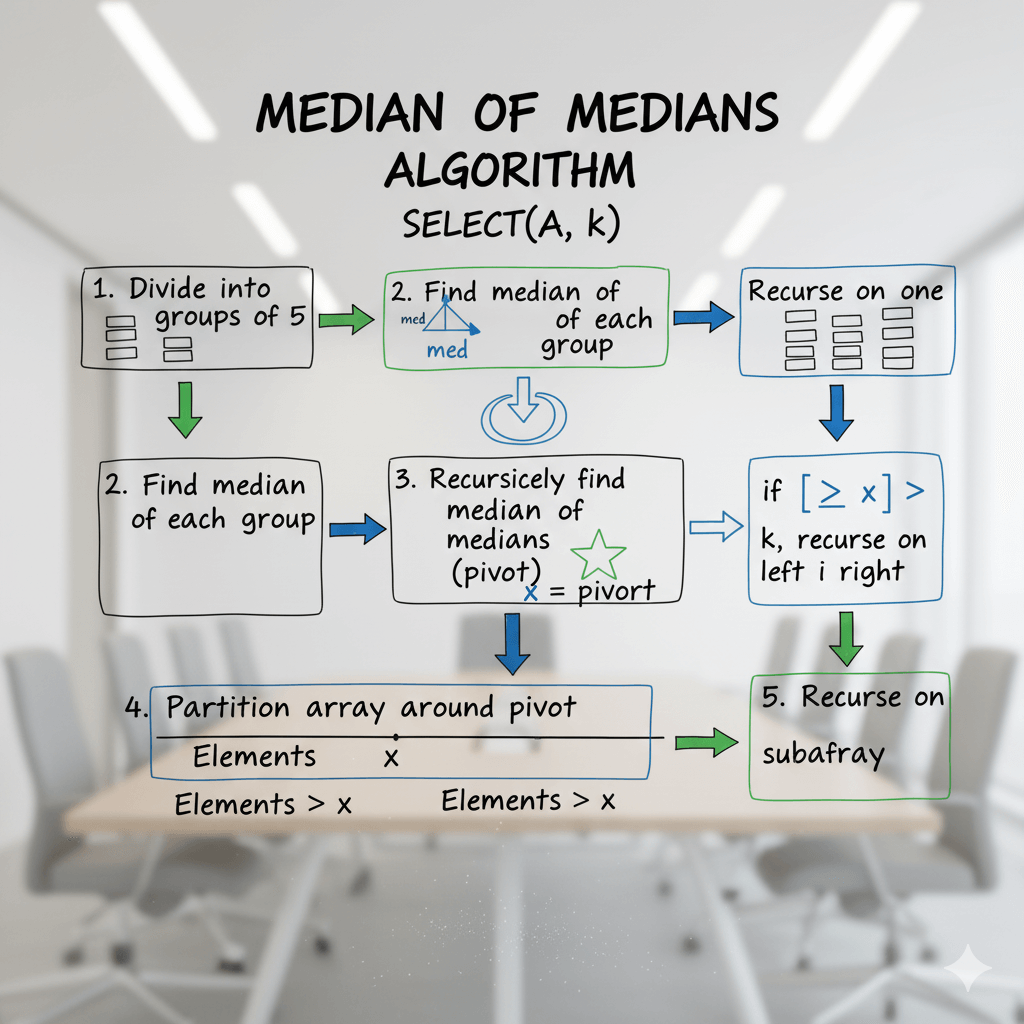 MEDIAN OF MEDIANS
ALGORITHM
SELECT(A, k)
1. Divide into
groups of 5
2. Find median of
med
of each
med
group
Recurse on one
2. Find median
of each group
3. Recursicely find
median of
medians
(pivot)
x = pivort
if [≥ x] >
k, recurse on
left i right
4. Partition array around pivot
Elements x
Elements > x Elements > x
5. Recurse on
subafray